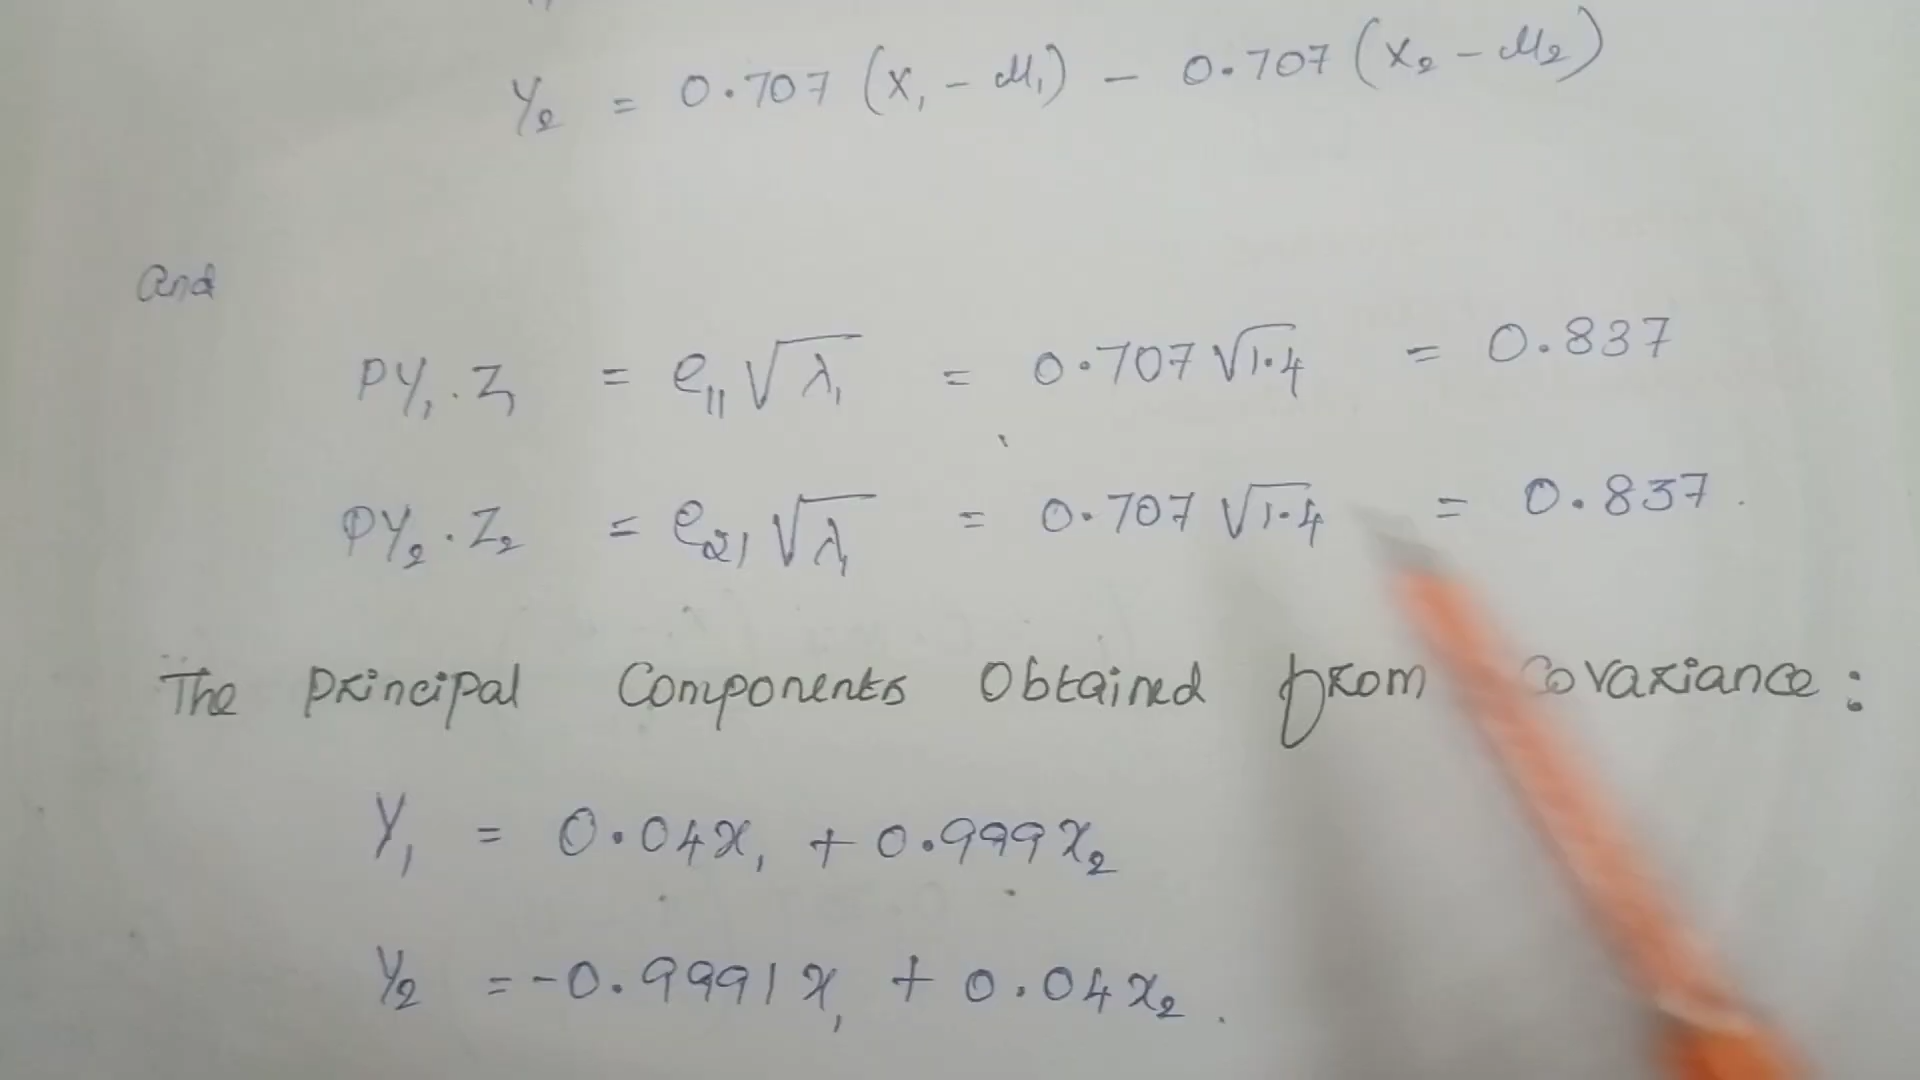 Y₂ = 0.707 (X₁ - μ₁) - 0.707 (X₂ - μ₂)
and
PY₁.Z₁ = e₁₁√λ₁ = 0.707 √1.4 = 0.837
PY₂.Z₂ = e₂₁√λ₁ = 0.707 √1.4 = 0.837.
The principal Components Obtained from Covariance:
Y₁ = 0.04x₁ + 0.999x₂
Y₂ = -0.9991x₁ + 0.04x₂.